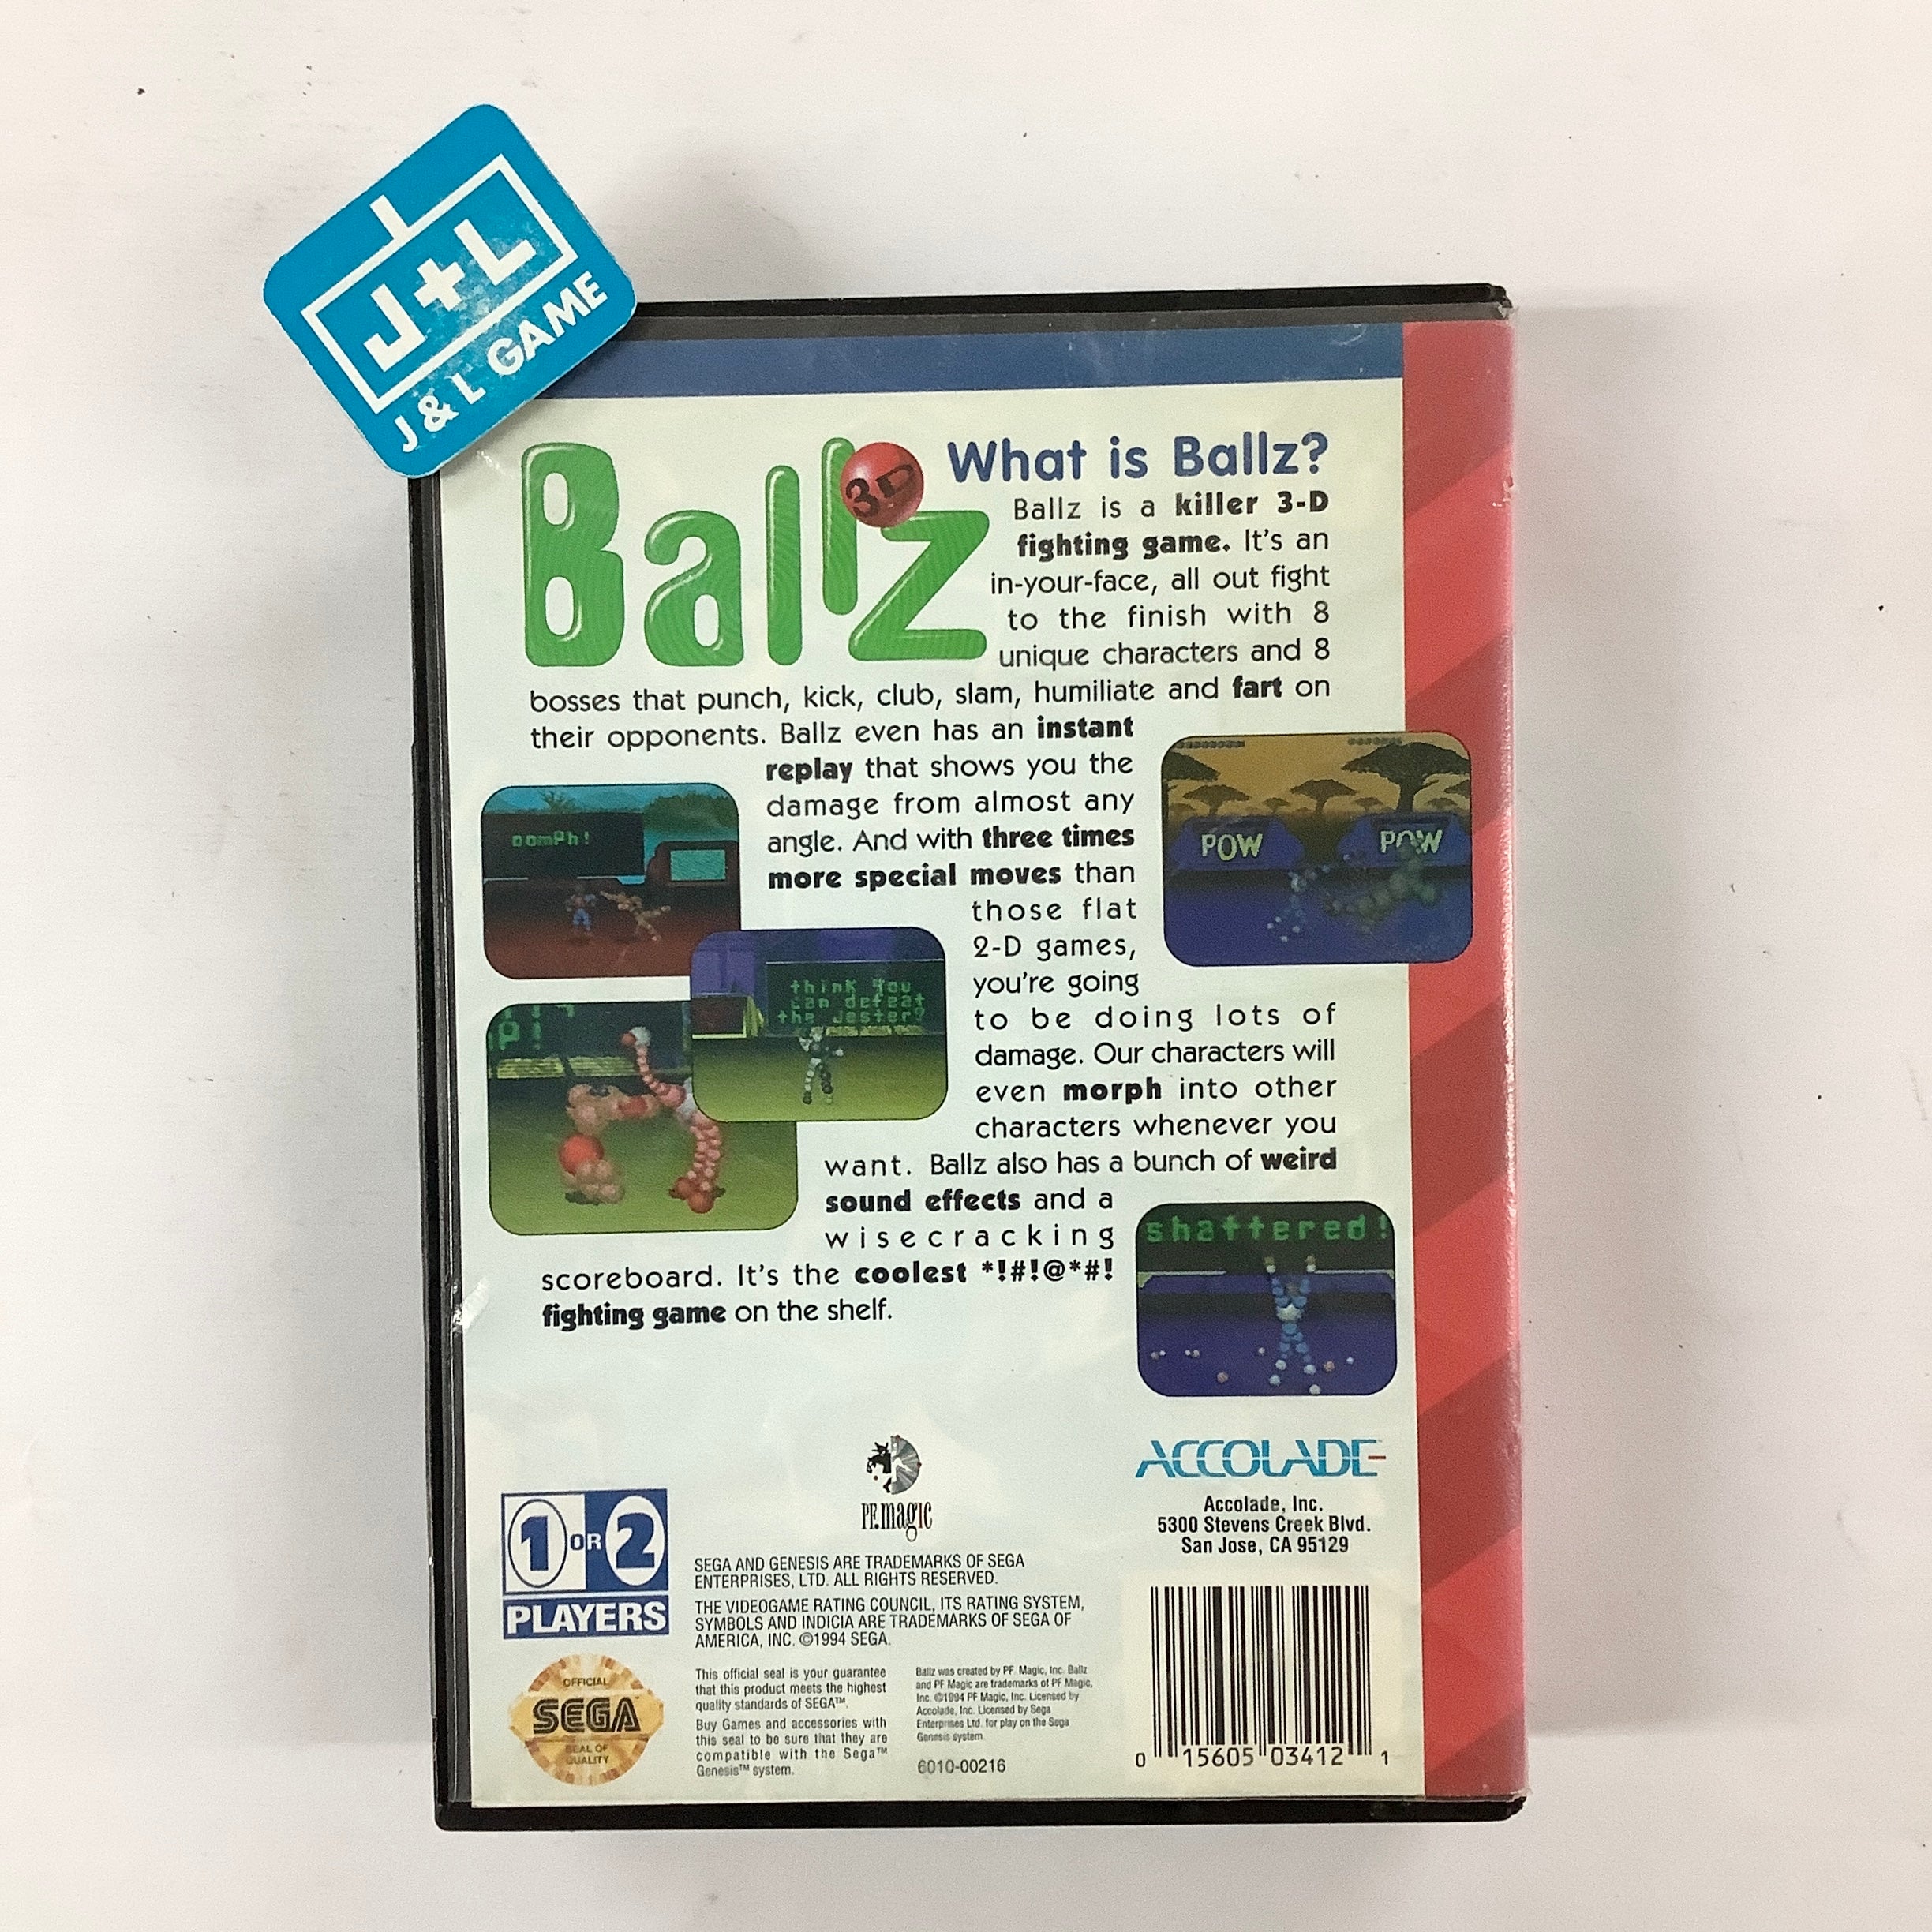 J+L
J & L GAME
Ballz
3D
What is Ballz?
Ballz is a killer 3-D
fighting game. It's an
in-your-face, all out fight
to the finish with 8
unique characters and 8
bosses that punch, kick, club, slam, humiliate and fart on
their opponents. Ballz even has an instant
replay that shows you the
damage from almost any
angle. And with three times
more special moves than
those flat
2-D games,
you're going
to be doing lots of
damage. Our characters will
even morph into other
characters whenever you
want. Ballz also has a bunch of weird
sound effects and a
wisecracking
scoreboard. It's the coolest *!#!@*#!
fighting game on the shelf.
oomph!
POW
POW
think you
can defeat
the Jester?
P!
shattered!
PF.magic
ACCOLADE
Accolade, Inc.
5300 Stevens Creek Blvd.
San Jose, CA 95129
1 OR 2
PLAYERS
SEGA AND GENESIS ARE TRADEMARKS OF SEGA
ENTERPRISES, LTD. ALL RIGHTS RESERVED.
THE VIDEOGAME RATING COUNCIL, ITS RATING SYSTEM,
SYMBOLS AND INDICIA ARE TRADEMARKS OF SEGA OF
AMERICA, INC. ©1994 SEGA.
OFFICIAL
SEGA
SEAL OF
QUALITY
This official seal is your guarantee
that this product meets the highest
quality standards of SEGA™.
Buy Games and accessories with
this seal to be sure that they are
compatible with the Sega™
Genesis™ system.
Ballz was created by PF. Magic, Inc. Ballz
and PF Magic are trademarks of PF Magic,
Inc. ©1994 PF Magic, Inc. Licensed by
Accolade, Inc. Licensed by Sega
Enterprises Ltd. for play on the Sega
Genesis system.
6010-00216
0 15605 03412 1